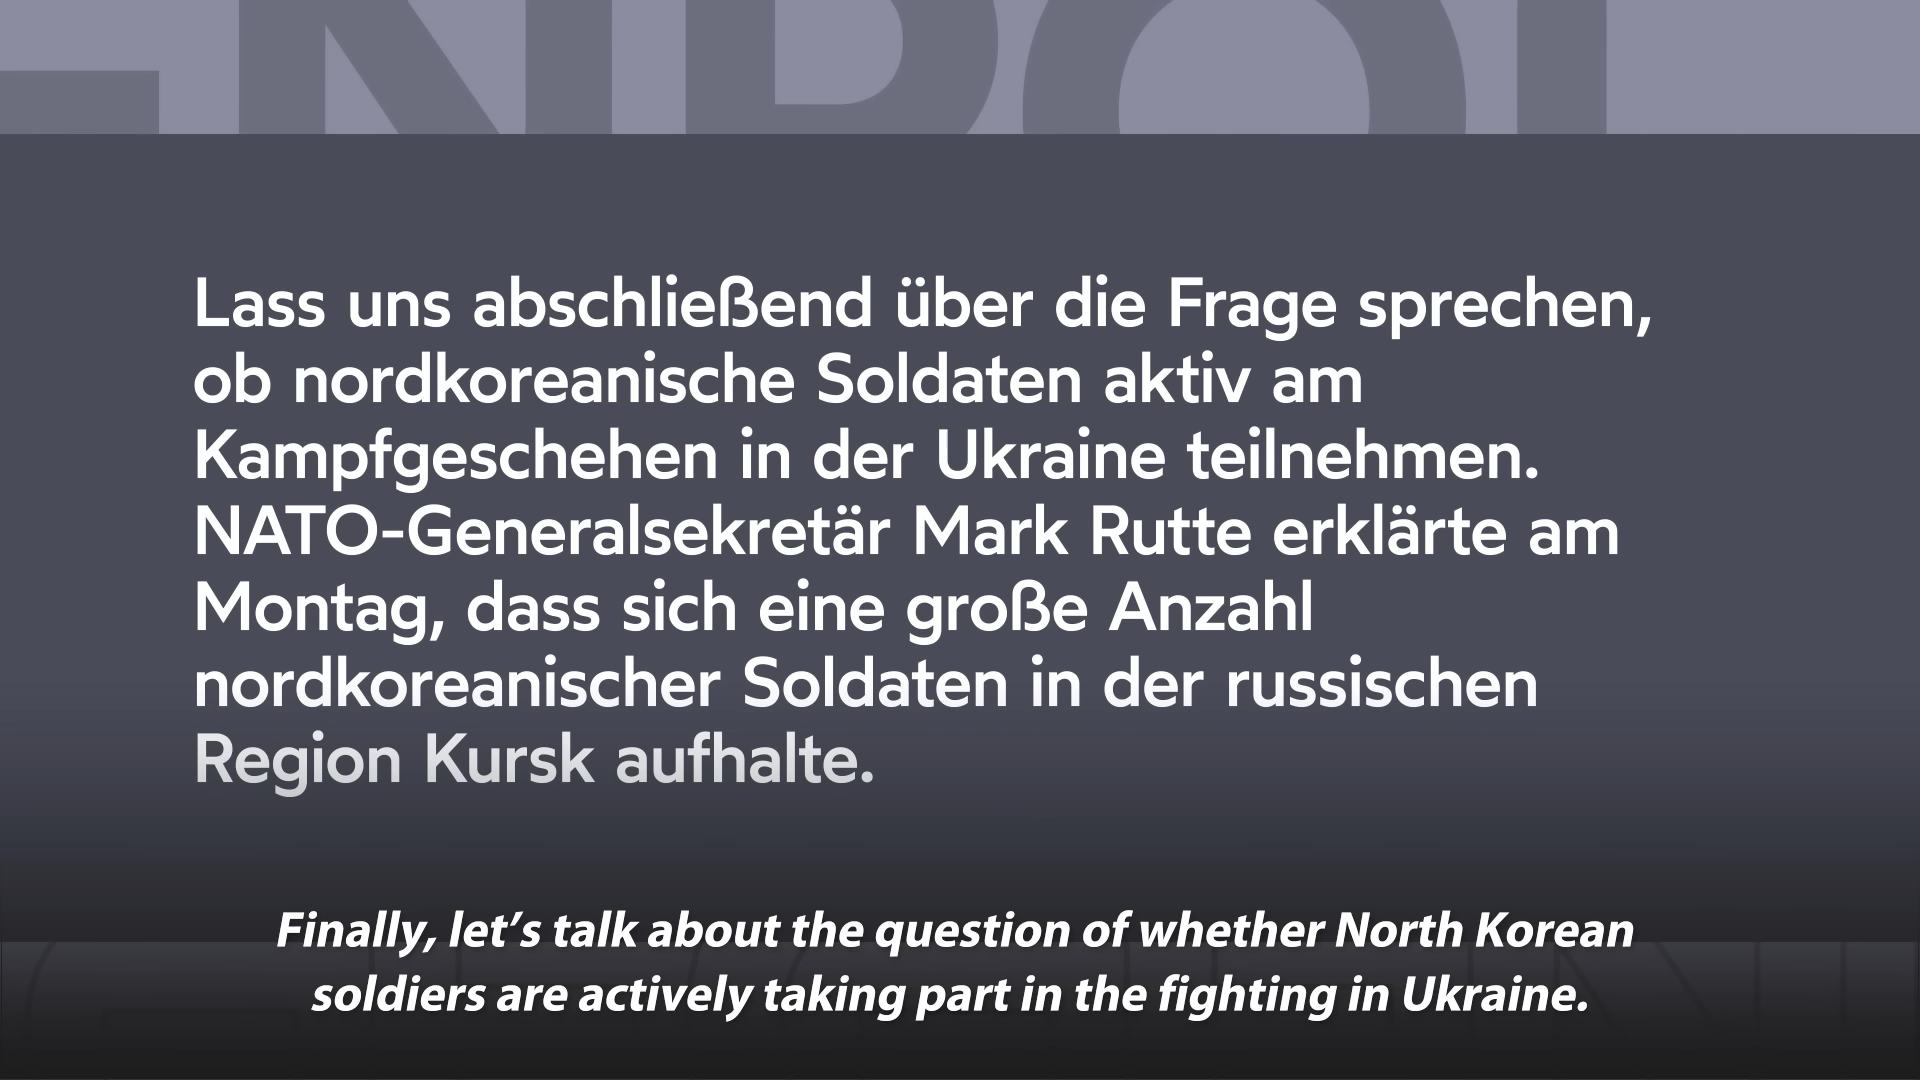 Lass uns abschließend über die Frage sprechen,
ob nordkoreanische Soldaten aktiv am
Kampfgeschehen in der Ukraine teilnehmen.
NATO-Generalsekretär Mark Rutte erklärte am
Montag, dass sich eine große Anzahl
nordkoreanischer Soldaten in der russischen
Region Kursk aufhalte.
Finally, let’s talk about the question of whether North Korean
soldiers are actively taking part in the fighting in Ukraine.